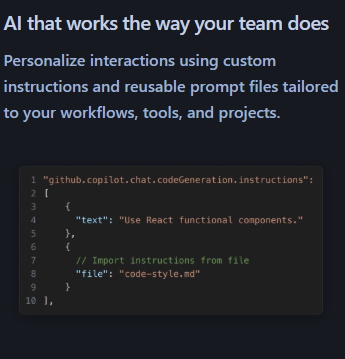 AI that works the way your team does
Personalize interactions using custom
instructions and reusable prompt files tailored
to your workflows, tools, and projects.
1 "github.copilot.chat.codeGeneration.instructions":
2 [
3 {
4 "text": "Use React functional components."
5 },
6 {
7 // Import instructions from file
8 "file": "code-style.md"
9 }
10 ],